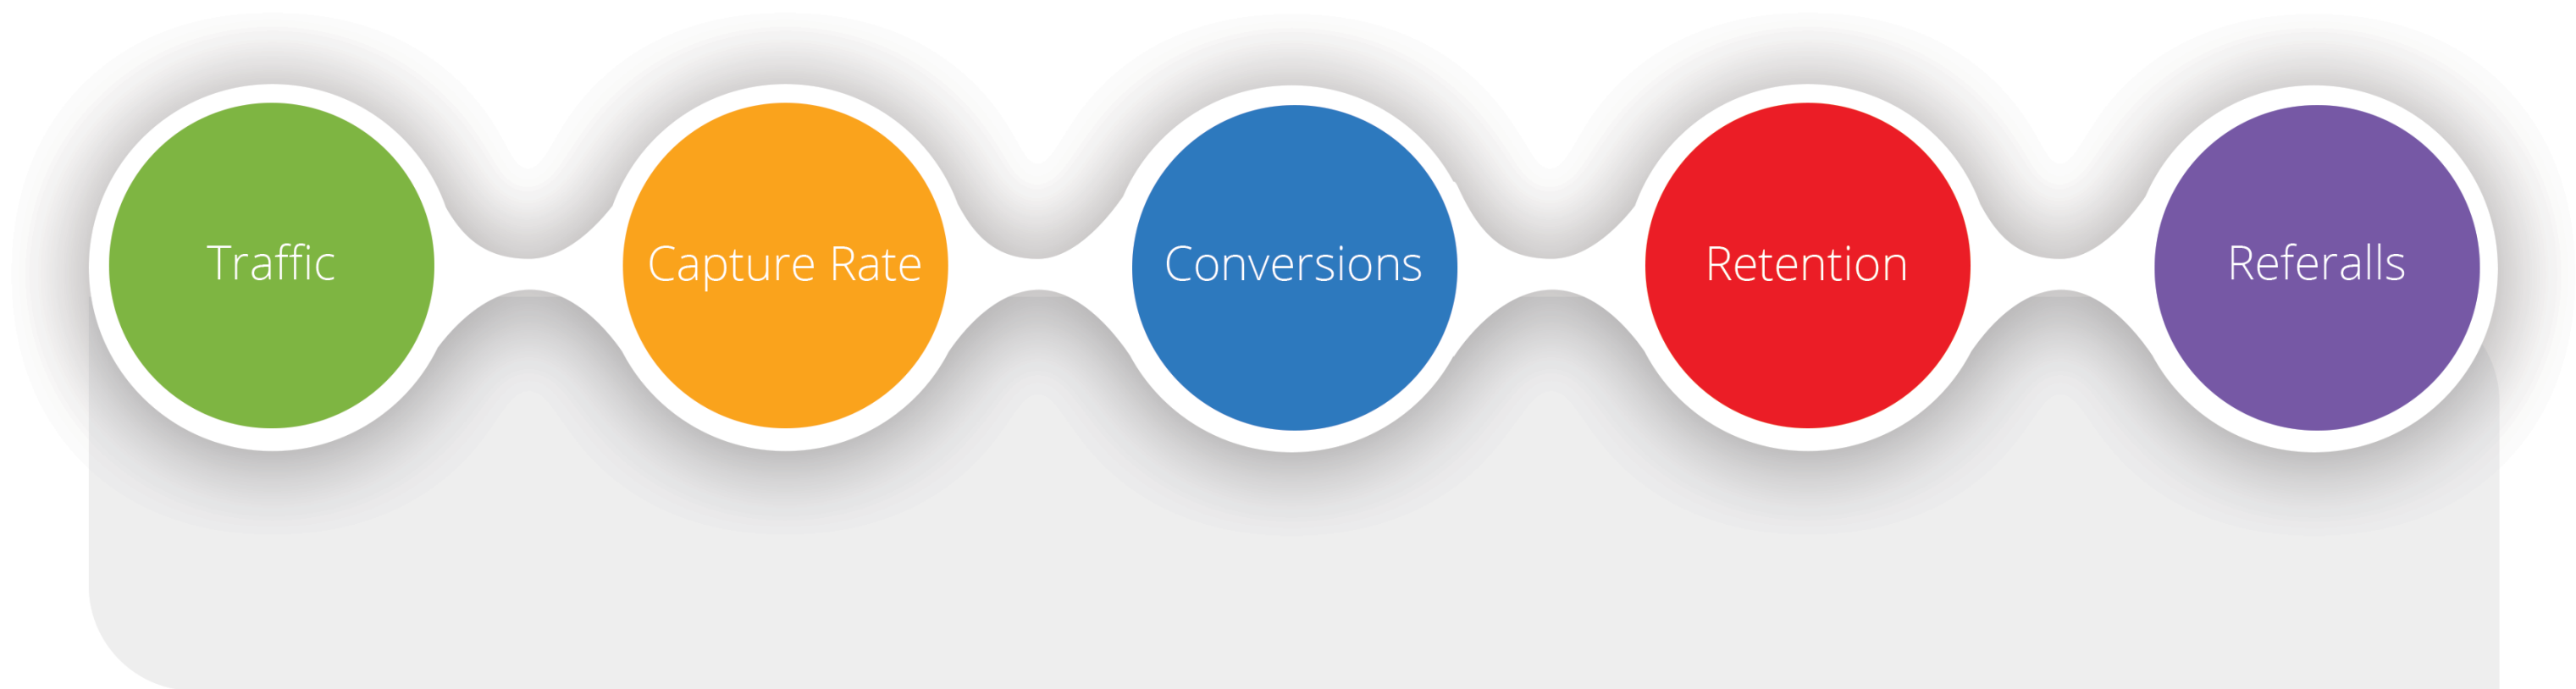 Traffic
Capture Rate
Conversions
Retention
Referalls